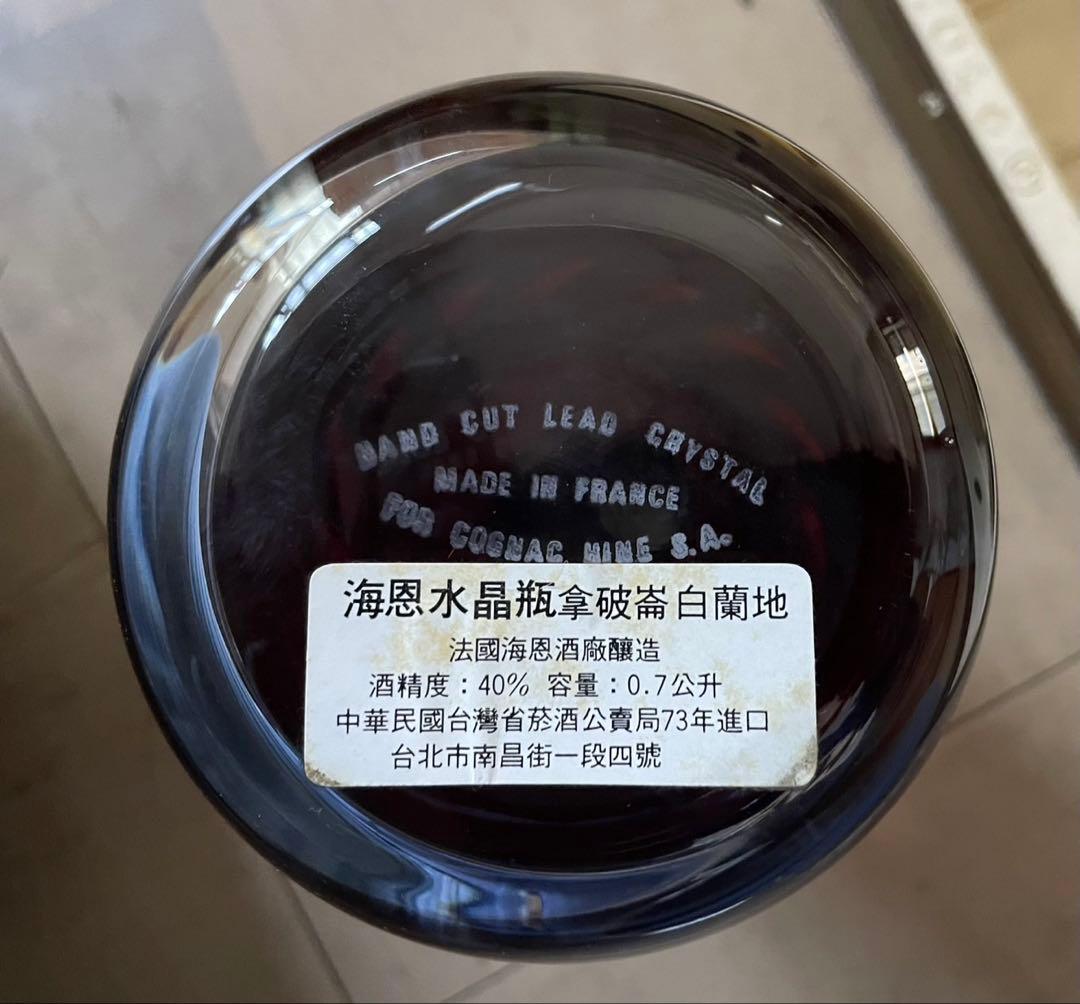 HAND CUT LEAD CRYSTAL
MADE IN FRANCE
FOR COGNAC HINE S.A.
海恩水晶瓶拿破崙白蘭地
法國海恩酒廠釀造
酒精度：40% 容量：0.7公升
中華民國台灣省菸酒公賣局73年進口
台北市南昌街一段四號